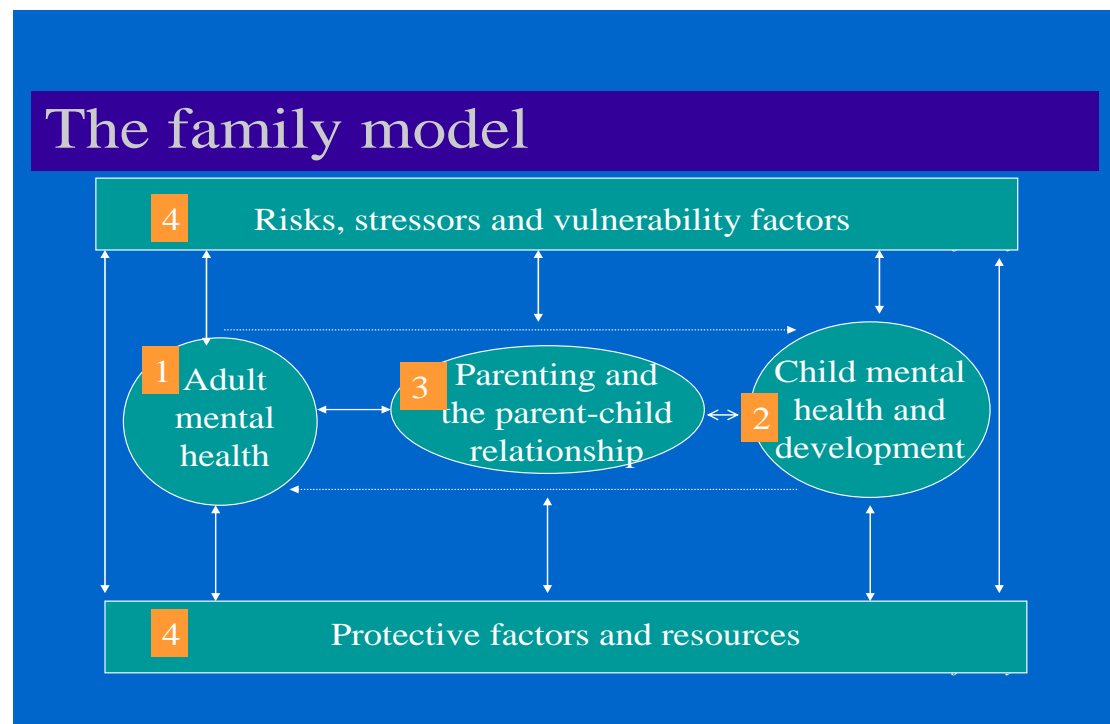 The family model
4 Risks, stressors and vulnerability factors
1 Adult
mental
health
3 Parenting and
the parent-child
relationship
Child mental
2 health and
development
4 Protective factors and resources